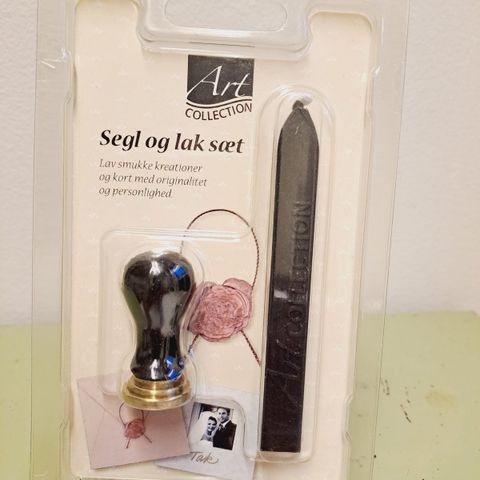 Art
COLLECTION
Segl og lak sæt
Lav smukke kreationer
og kort med originalitet
og personlighed.
Art COLLECTION
Tak